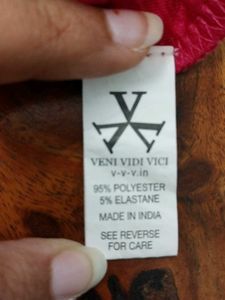 VENI VIDI VICI
v-v-v.in
95% POLYESTER
5% ELASTANE
MADE IN INDIA
SEE REVERSE
FOR CARE